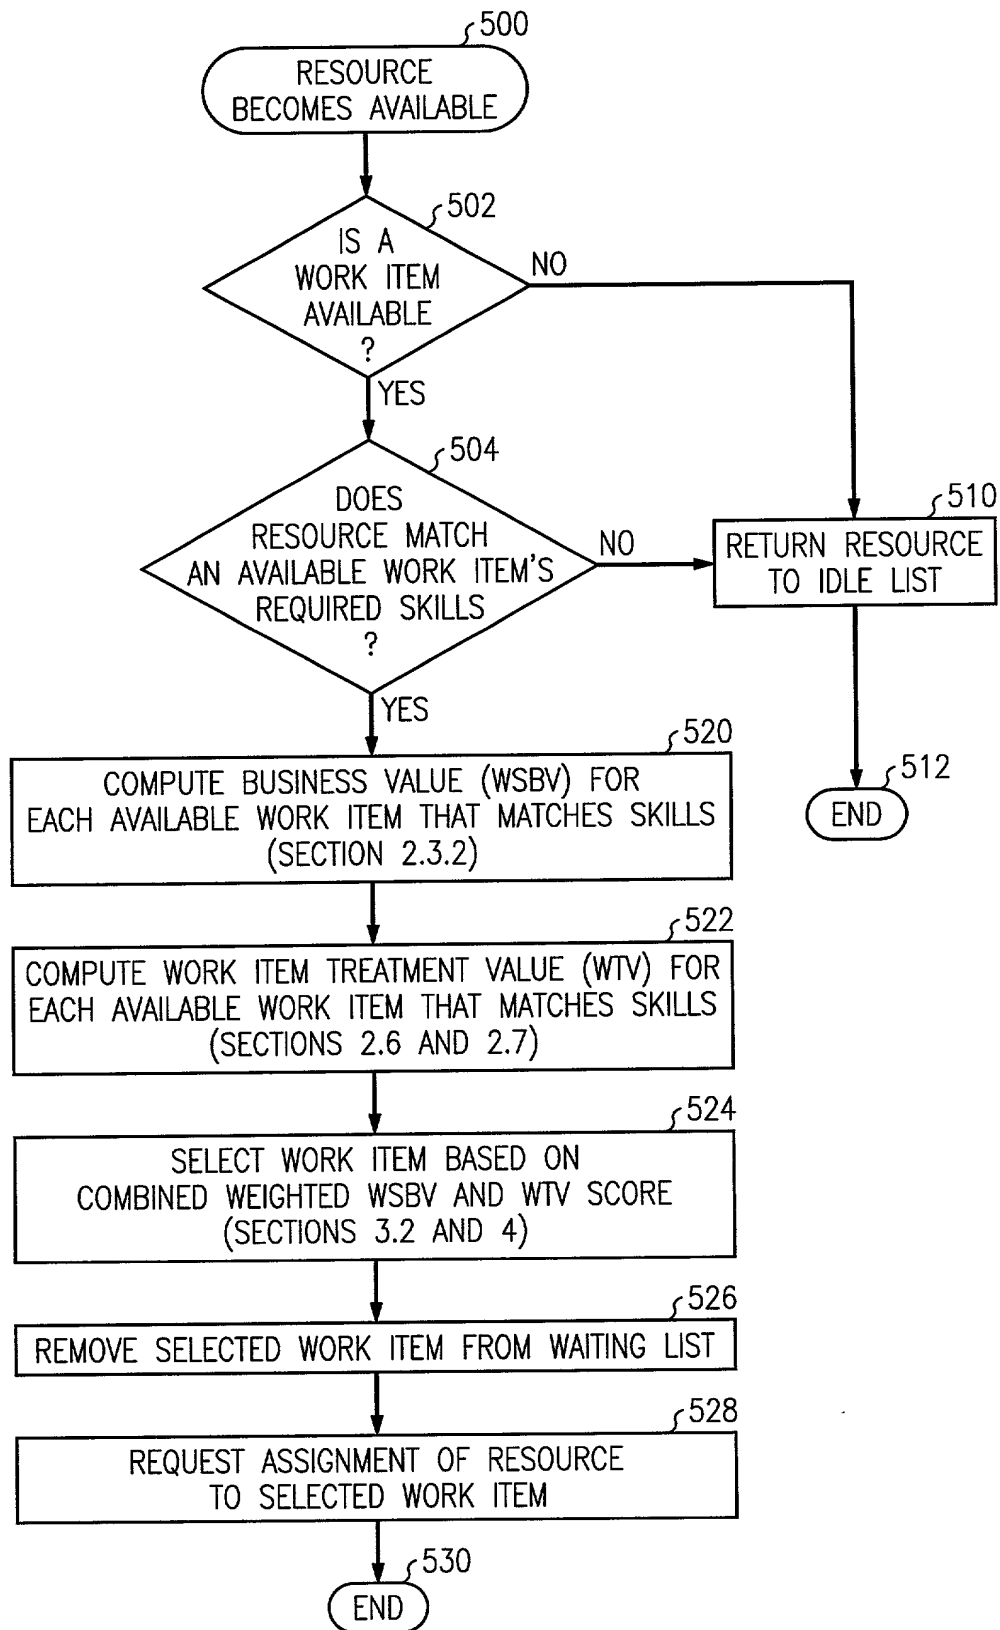 500
RESOURCE
BECOMES AVAILABLE
502
IS A
WORK ITEM
AVAILABLE
?
NO
YES
504
DOES
RESOURCE MATCH
AN AVAILABLE WORK ITEM'S
REQUIRED SKILLS
?
NO
YES
510
RETURN RESOURCE
TO IDLE LIST
512
END
520
COMPUTE BUSINESS VALUE (WSBV) FOR
EACH AVAILABLE WORK ITEM THAT MATCHES SKILLS
(SECTION 2.3.2)
522
COMPUTE WORK ITEM TREATMENT VALUE (WTV) FOR
EACH AVAILABLE WORK ITEM THAT MATCHES SKILLS
(SECTIONS 2.6 AND 2.7)
524
SELECT WORK ITEM BASED ON
COMBINED WEIGHTED WSBV AND WTV SCORE
(SECTIONS 3.2 AND 4)
526
REMOVE SELECTED WORK ITEM FROM WAITING LIST
528
REQUEST ASSIGNMENT OF RESOURCE
TO SELECTED WORK ITEM
530
END